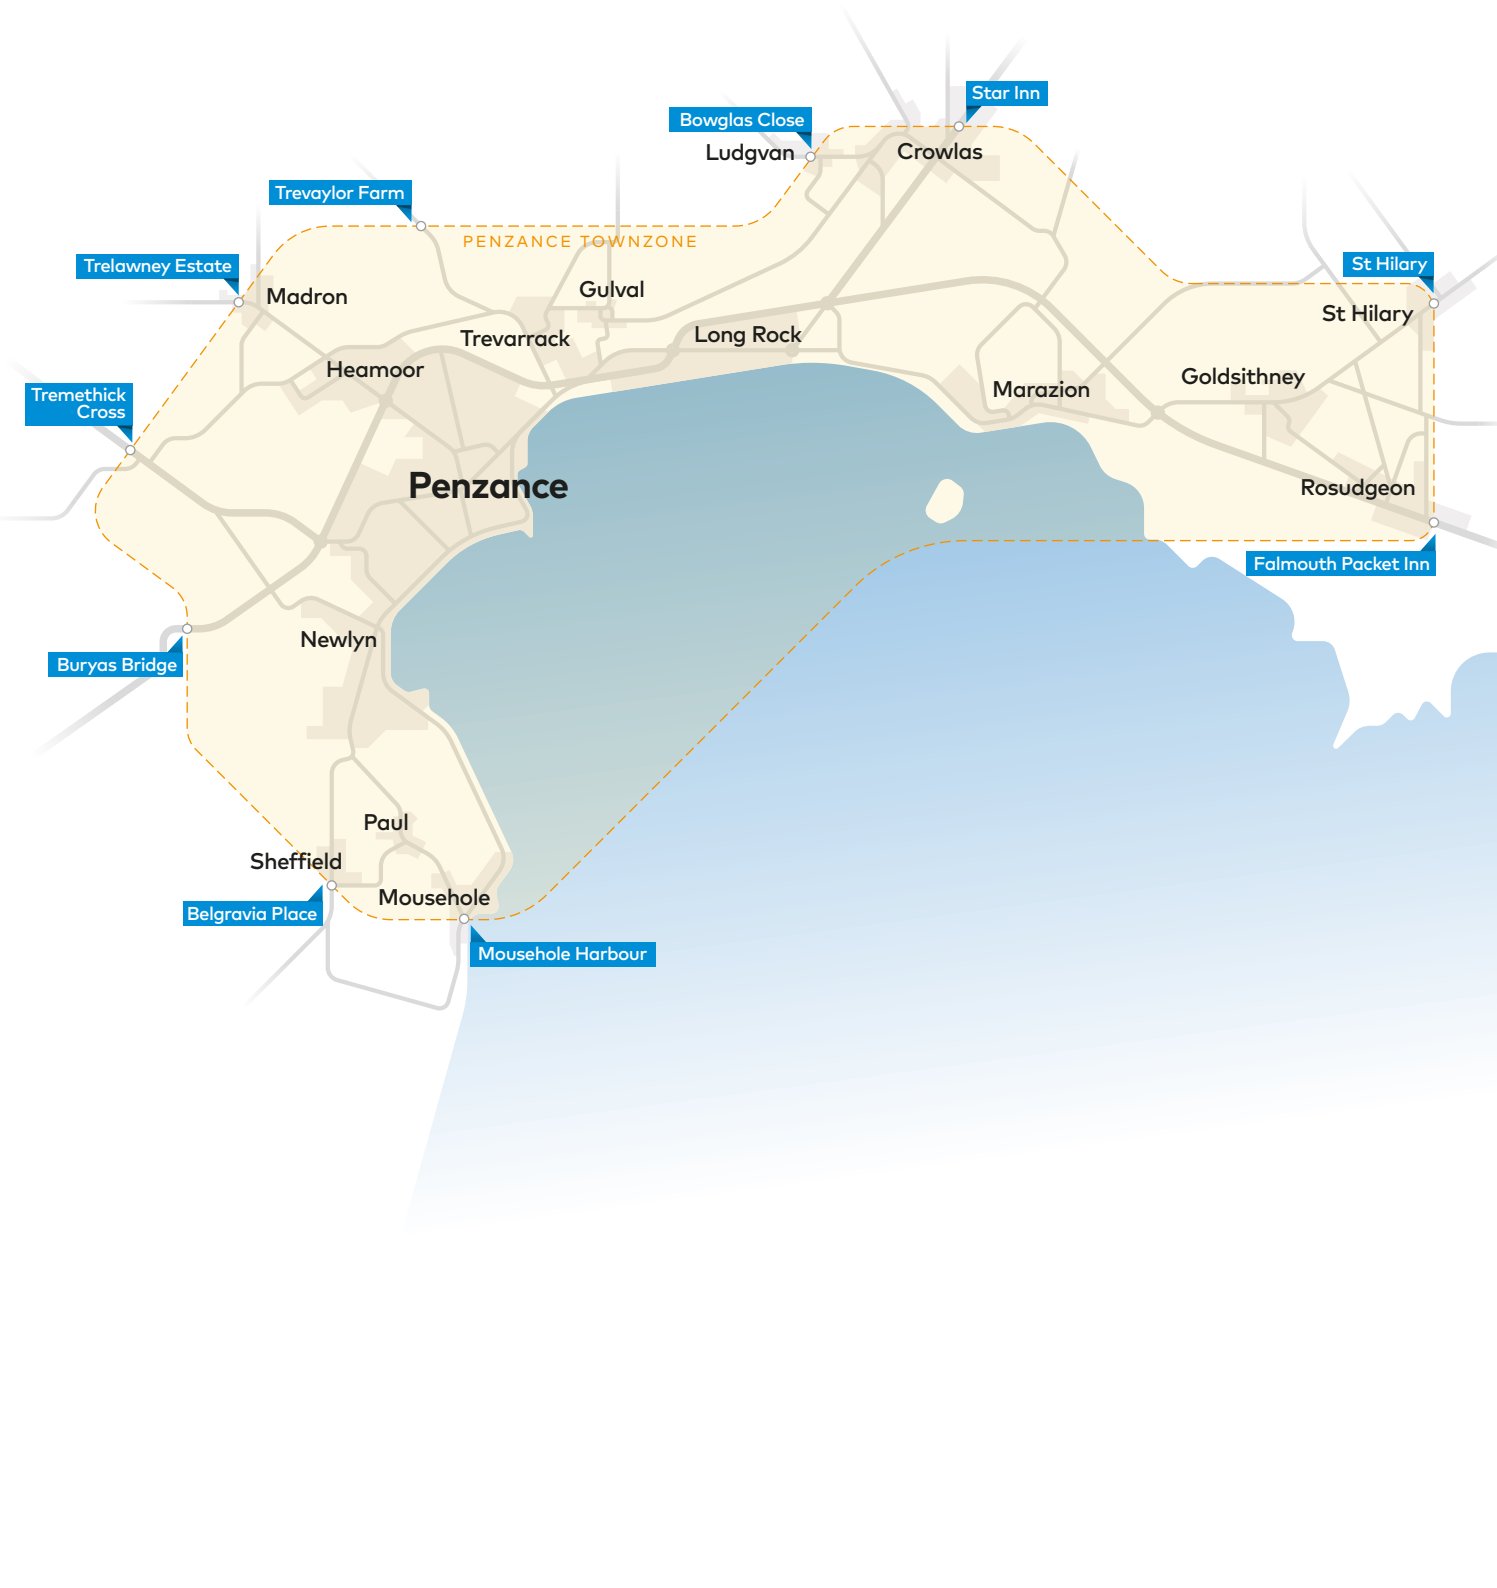 Star Inn
Bowglas Close
Ludgvan
Crowlas
Trevaylor Farm
PENZANCE TOWNZONE
Trelawney Estate
St Hilary
Madron
Gulval
St Hilary
Trevarrack
Long Rock
Heamoor
Goldsithney
Marazion
Tremethick
Cross
Penzance
Rosudgeon
Falmouth Packet Inn
Newlyn
Buryas Bridge
Paul
Sheffield
Mousehole
Belgravia Place
Mousehole Harbour